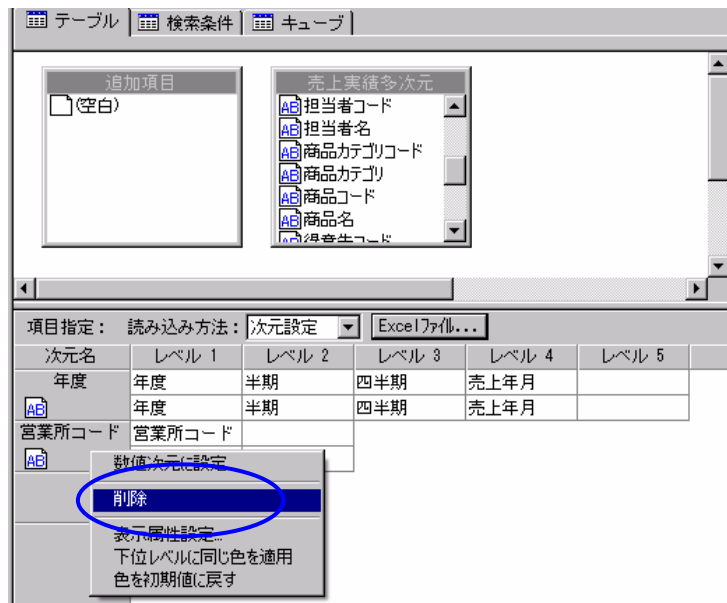 テーブル 検索条件 キューブ
追加項目
(空白)
売上実績多次元
担当者コード
担当者名
商品カテゴリコード
商品カテゴリ
商品コード
商品名
得意先コード
項目指定： 読み込み方法： 次元設定 Excelファイル...
次元名 レベル 1 レベル 2 レベル 3 レベル 4 レベル 5
年度 年度 半期 四半期 売上年月
AB 年度 半期 四半期 売上年月
営業所コード 営業所コード
AB
数値次元に設定
削除
表示属性設定...
下位レベルに同じ色を適用
色を初期値に戻す